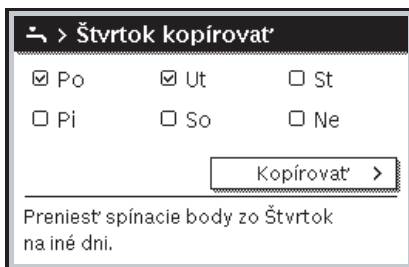 > Štvrtok kopírovať
Po Ut St
Pi So Ne
Kopírovať >
Preniesť spínacie body zo Štvrtok
na iné dni.